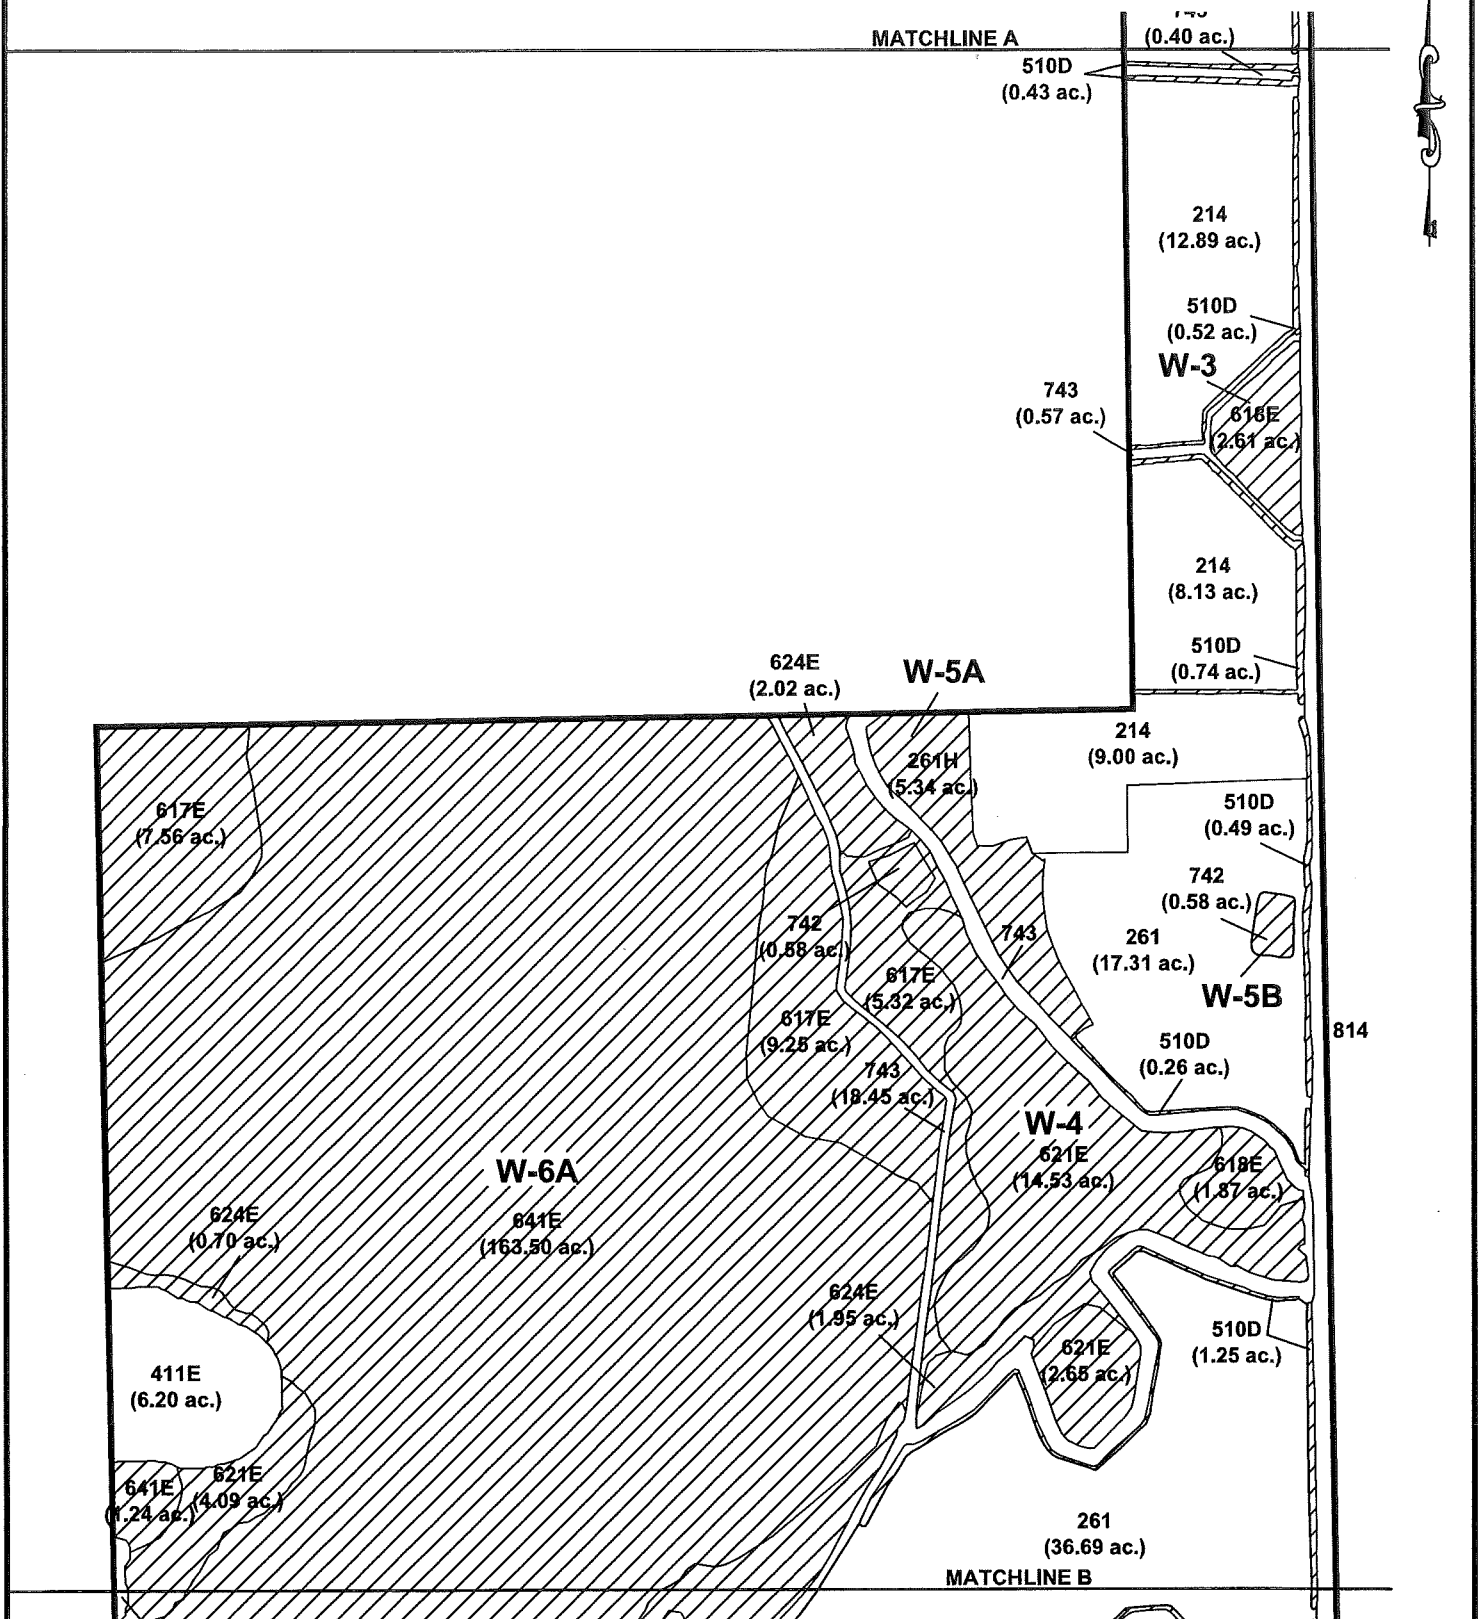 MATCHLINE A
(0.40 ac.)
510D
(0.43 ac.)
214
(12.89 ac.)
510D
(0.52 ac.)
W-3
743
(0.57 ac.)
618E
(2.61 ac.)
214
(8.13 ac.)
510D
(0.74 ac.)
624E
(2.02 ac.)
W-5A
214
(9.00 ac.)
261H
(5.34 ac.)
617E
(7.56 ac.)
510D
(0.49 ac.)
742
(0.58 ac.)
742
(0.58 ac.)
743
261
(17.31 ac.)
617E
(5.32 ac.)
W-5B
617E
(9.25 ac.)
814
510D
(0.26 ac.)
743
(18.45 ac.)
W-4
621E
(14.53 ac.)
618E
(1.87 ac.)
W-6A
641E
(163.50 ac.)
624E
(0.70 ac.)
624E
(1.95 ac.)
510D
(1.25 ac.)
621E
(2.65 ac.)
411E
(6.20 ac.)
641E
(1.24 ac.)
621E
(4.09 ac.)
261
(36.69 ac.)
MATCHLINE B